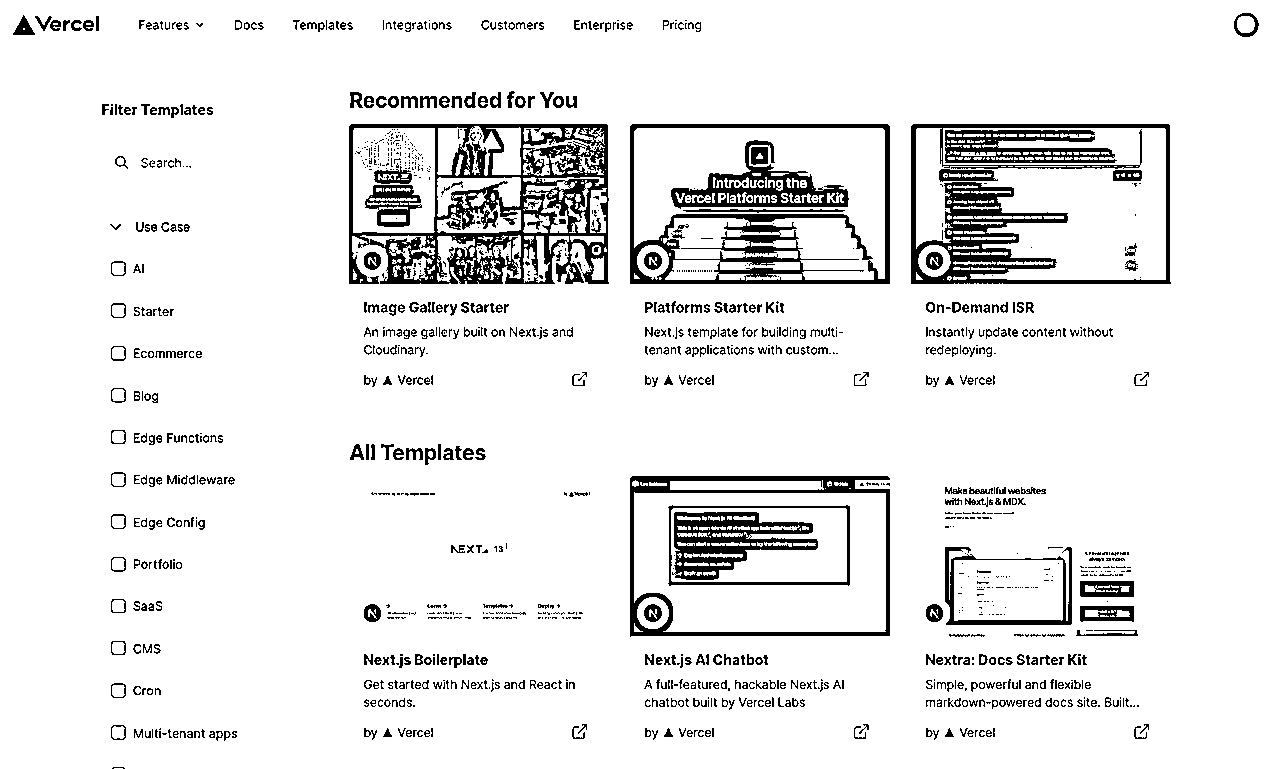 Vercel
Features
Docs
Templates
Integrations
Customers
Enterprise
Pricing
Filter Templates
Search...
Use Case
AI
Starter
Ecommerce
Blog
Edge Functions
Edge Middleware
Edge Config
Portfolio
SaaS
CMS
Cron
Multi-tenant apps
Recommended for You
Introducing the
Vercel Platforms Starter Kit
Image Gallery Starter
An image gallery built on Next.js and
Cloudinary.
by Vercel
Platforms Starter Kit
Next.js template for building multi-
tenant applications with custom...
by Vercel
On-Demand ISR
Instantly update content without
redeploying.
by Vercel
All Templates
NEXT. 13
Make beautiful websites
with Next.js & MDX.
Next.js Boilerplate
Get started with Next.js and React in
seconds.
by Vercel
Next.js AI Chatbot
A full-featured, hackable Next.js AI
chatbot built by Vercel Labs
by Vercel
Nextra: Docs Starter Kit
Simple, powerful and flexible
markdown-powered docs site. Built...
by Vercel